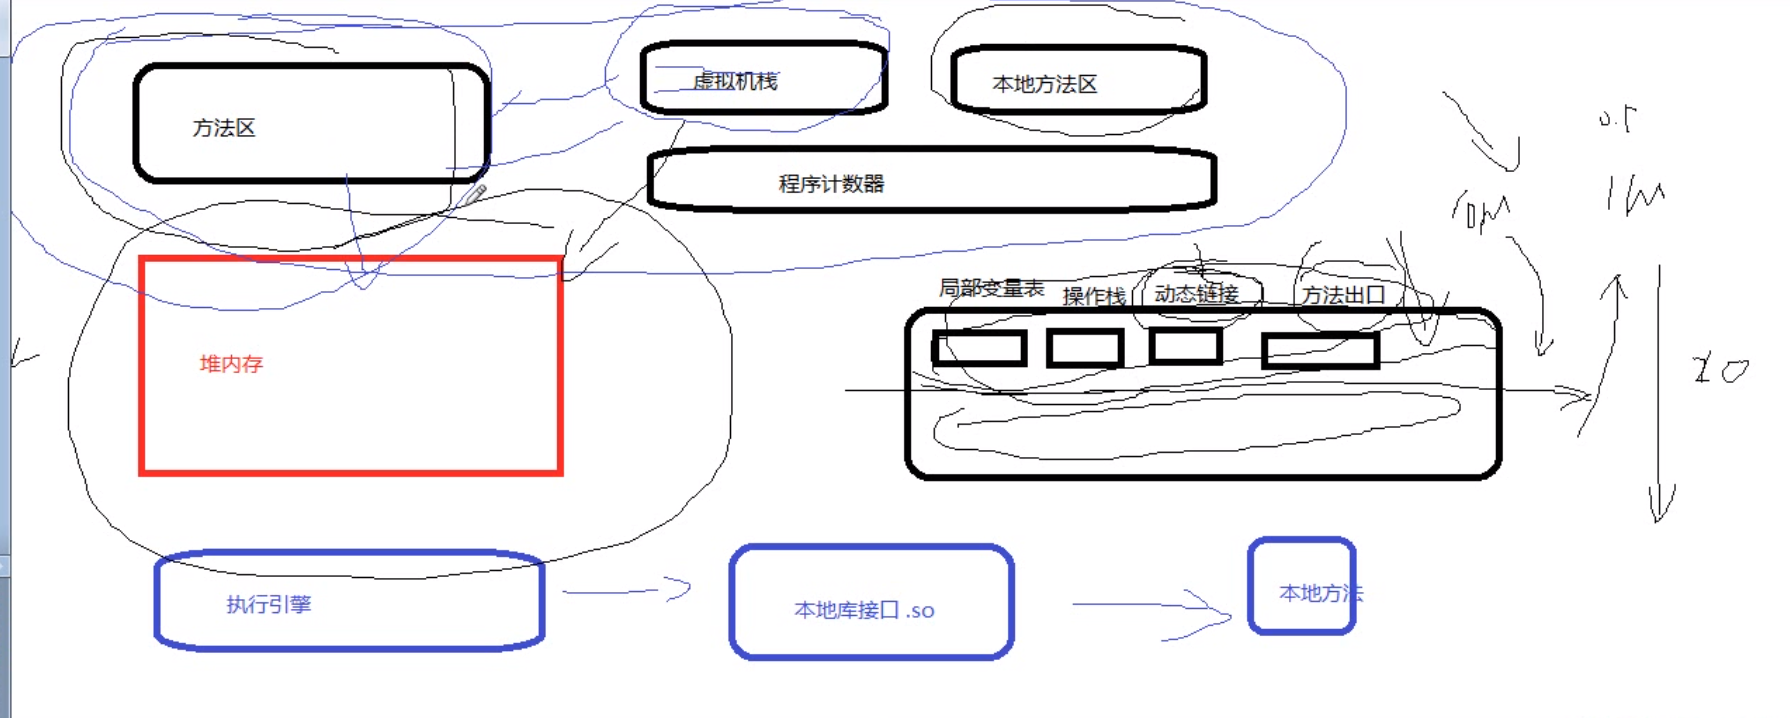 虚拟机栈
本地方法区
方法区
程序计数器
0.5
1M
10M
局部变量表
操作栈
动态链接
方法出口
堆内存
20
执行引擎
本地库接口 .so
本地方法